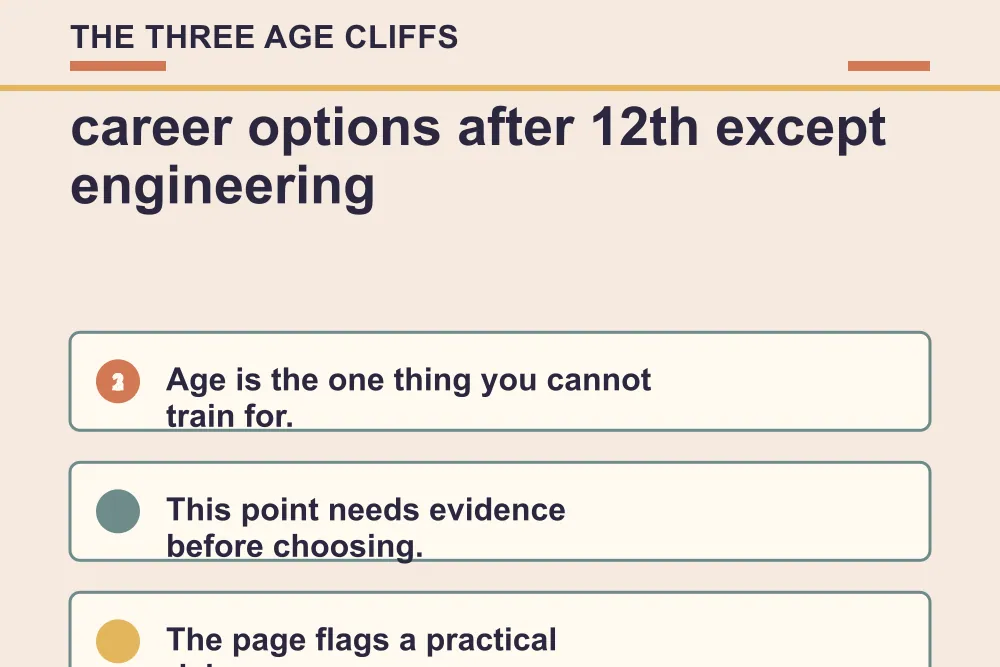 THE THREE AGE CLIFFS
career options after 12th except
engineering
Age is the one thing you cannot
train for.
This point needs evidence
before choosing.
The page flags a practical